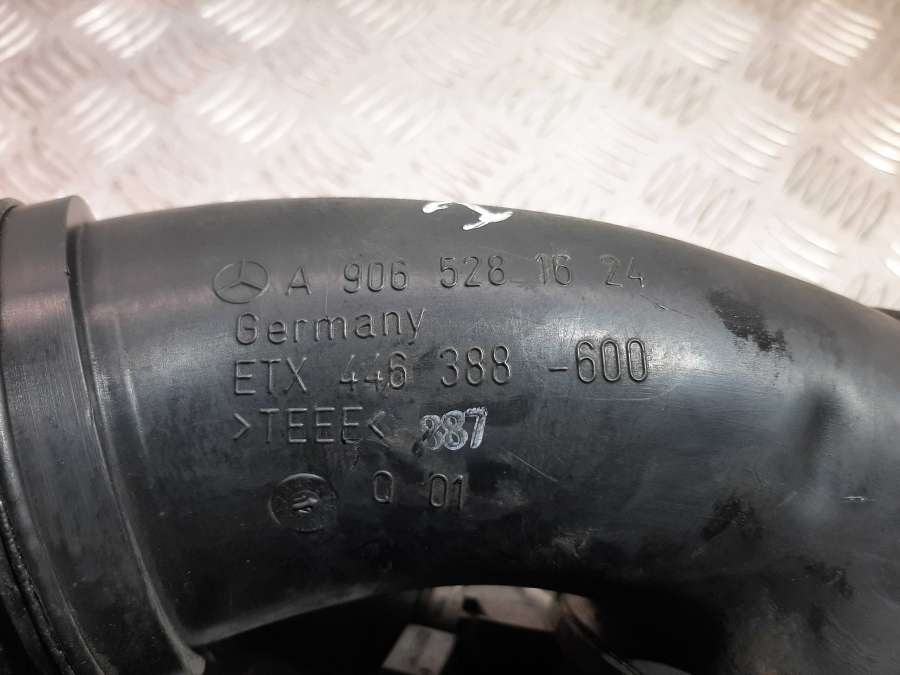 A 906 528 16 24
Germany
ETX 446 388 -600
>TEEE< 887
Q 01